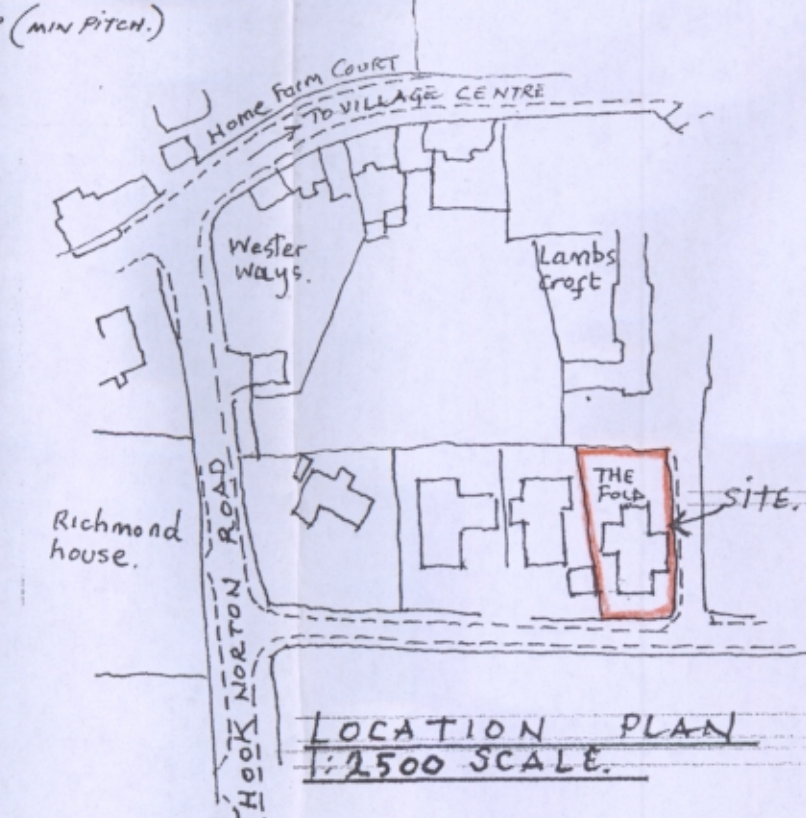 (MIN PITCH.)
Home Farm Court
TO VILLAGE CENTRE
Wester
Ways.
Lambs
croft
THE
FOLD
SITE.
Richmond
house.
HOOK NORTON ROAD
LOCATION PLAN
1:2500 SCALE.